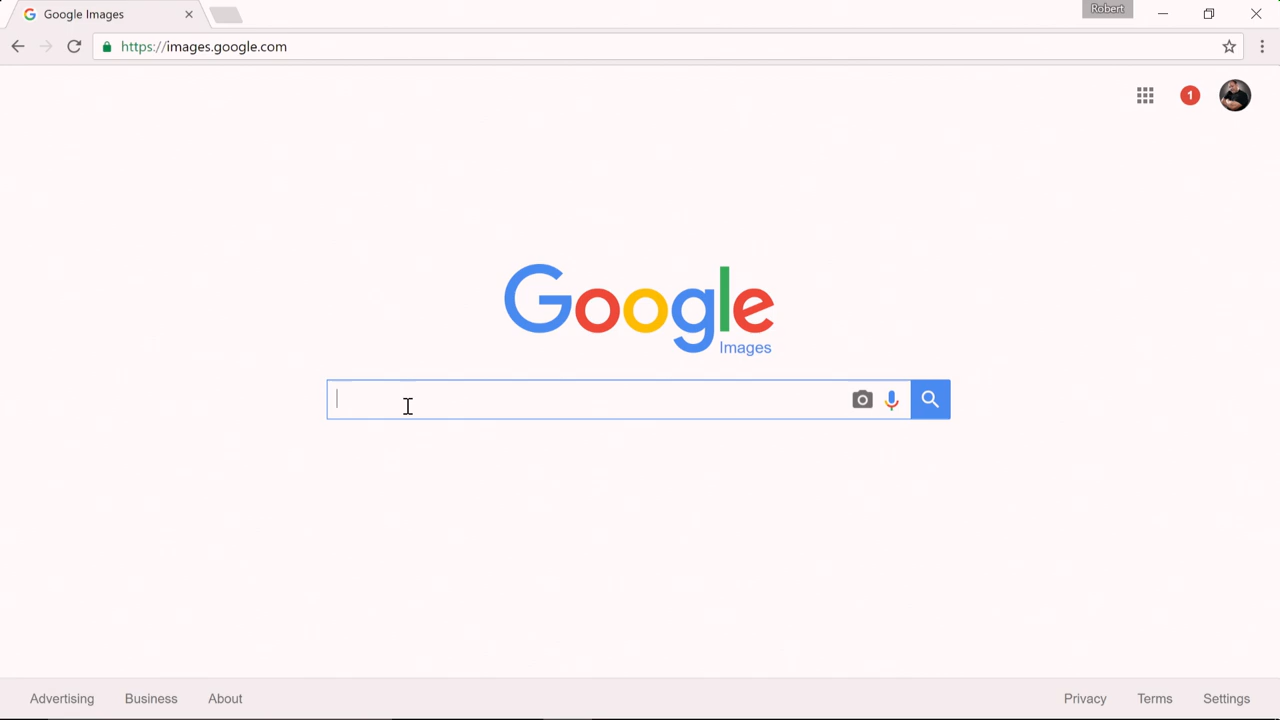 Google Images
Robert
https://images.google.com
1
Google
Images
Advertising Business About Privacy Terms Settings